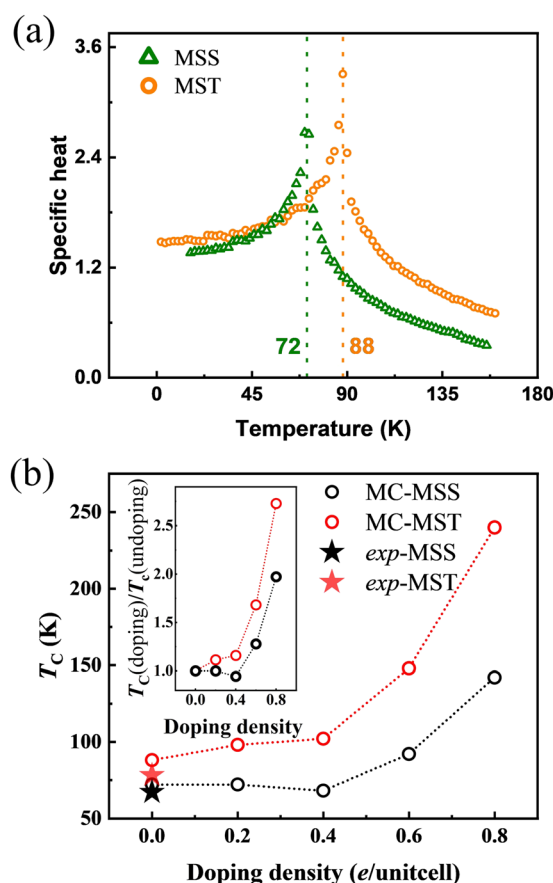 (a)
3.6
2.4
1.2
0.0
Specific heat
MSS
MST
72
88
0
45
90
135
180
Temperature (K)
(b)
250
200
150
100
50
T_C (K)
MC-MSS
MC-MST
exp-MSS
exp-MST
T_C(doping)/T_c(undoping)
2.5
2.0
1.5
1.0
0.0
0.4
0.8
Doping density
0.0
0.2
0.4
0.6
0.8
Doping density (e/unitcell)